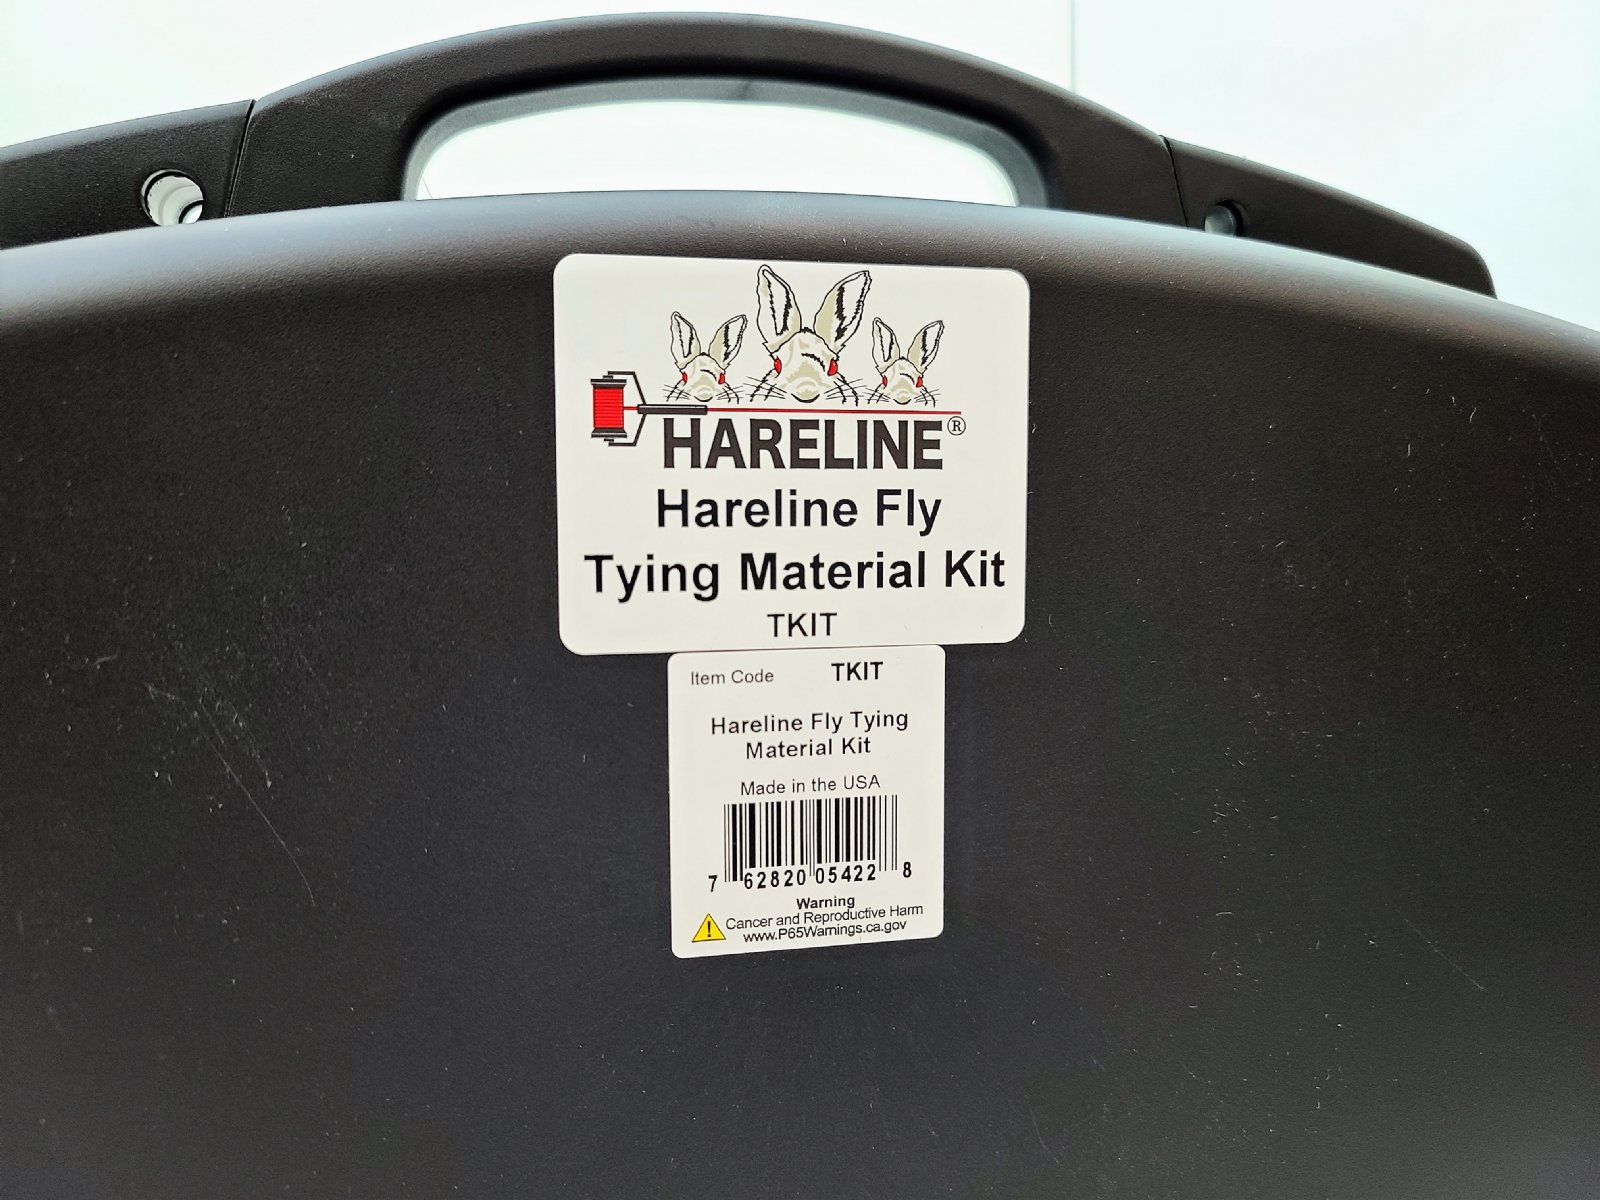 HARELINE®
Hareline Fly
Tying Material Kit
TKIT
Item Code TKIT
Hareline Fly Tying
Material Kit
Made in the USA
7 62820 05422 8
Warning
Cancer and Reproductive Harm
www.P65Warnings.ca.gov